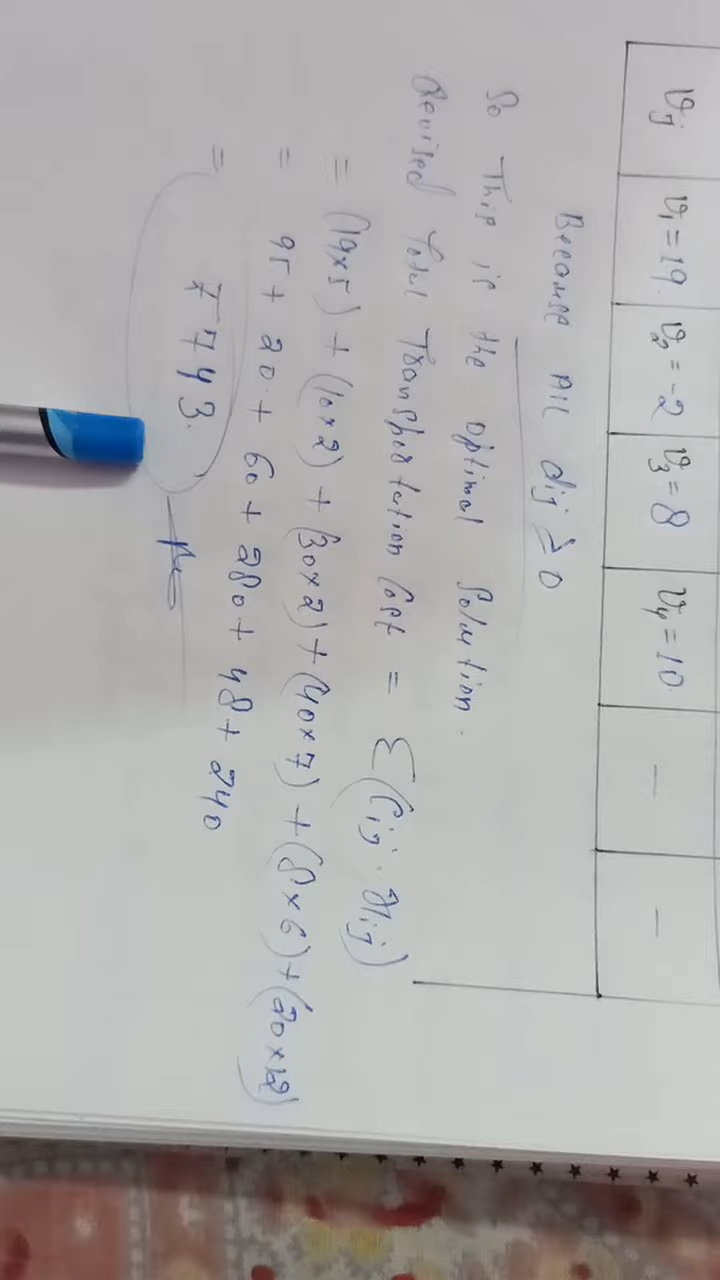 vj v1=19. v2=-2 v3=8 v4=10. — —
Because All dij ≥ 0
So This is the optimal Solution.
Revised Total Transportation Cost = Σ(Cij · xij)
= (19×5) + (10×2) + (30×2) + (40×7) + (8×6) + (20×12)
= 95 + 20 + 60 + 280 + 48 + 240
= 7743.